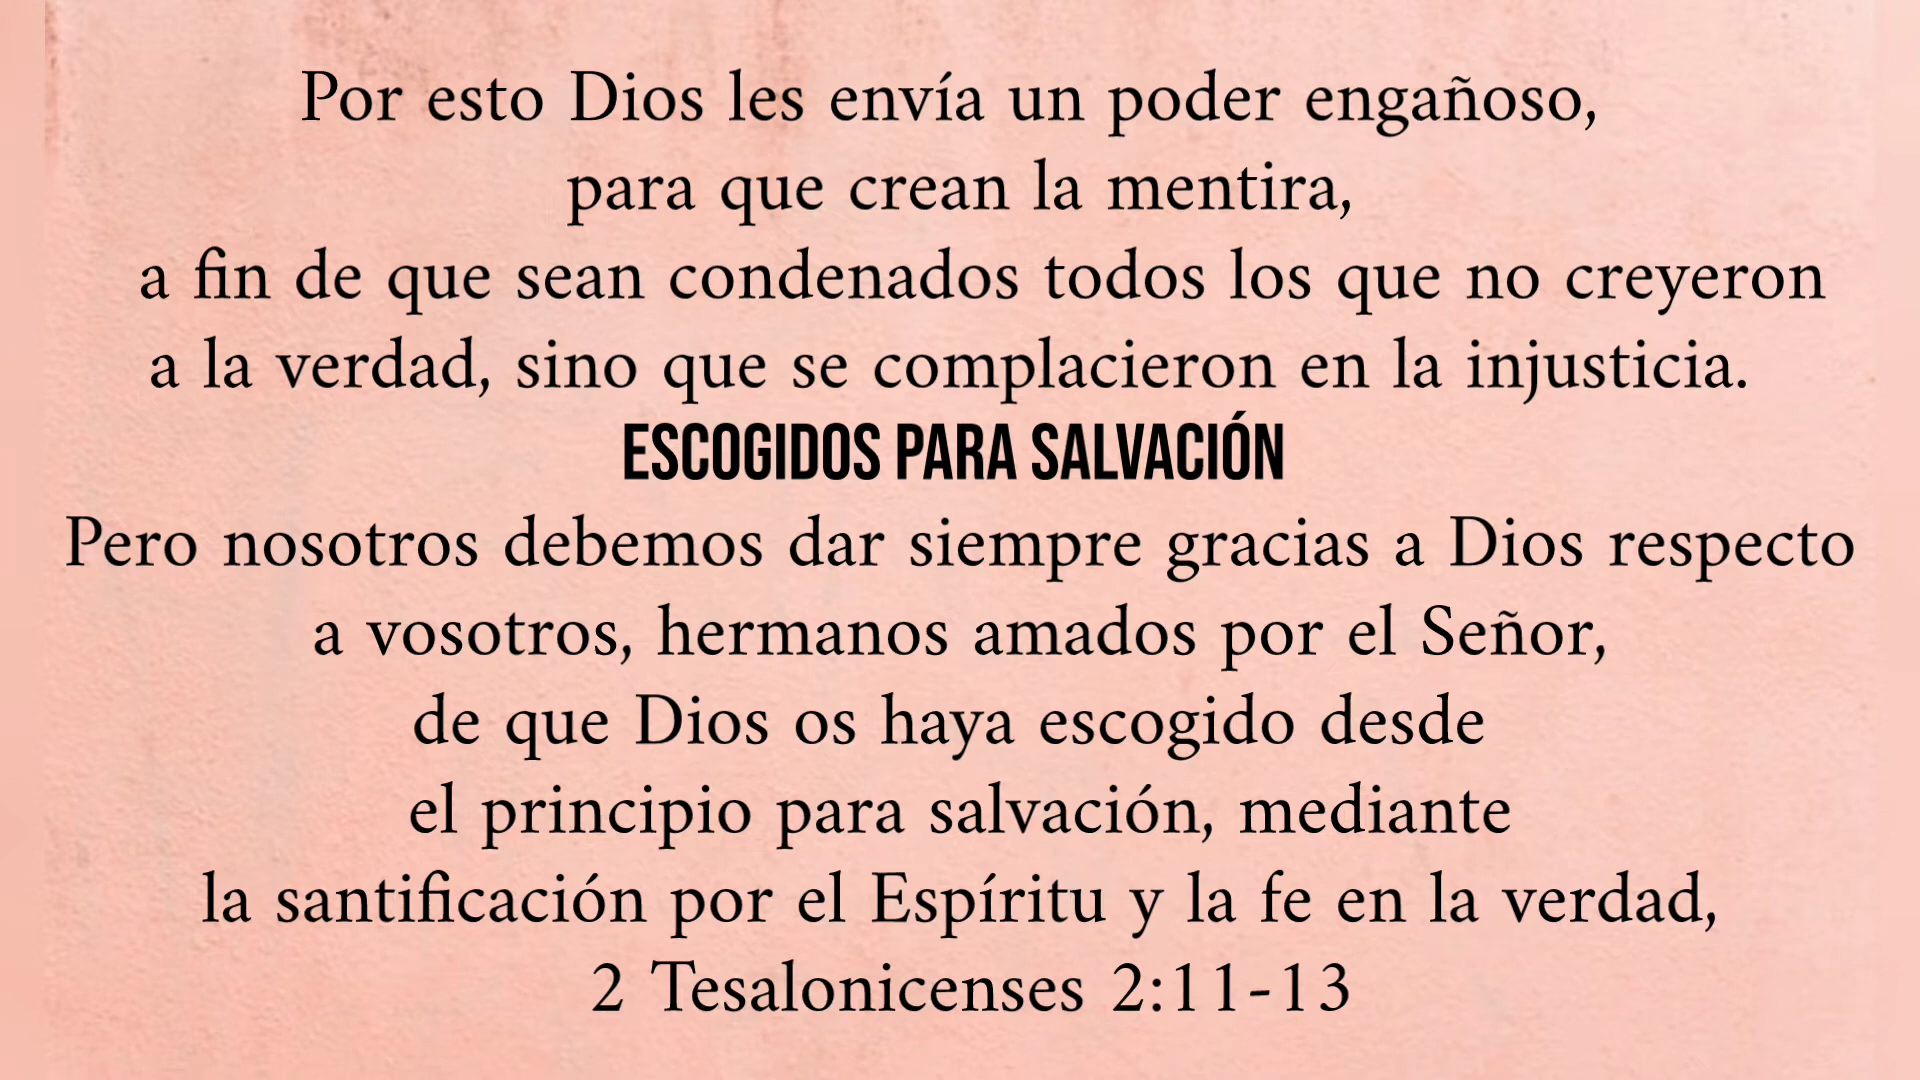 Por esto Dios les envía un poder engañoso,
para que crean la mentira,
a fin de que sean condenados todos los que no creyeron
a la verdad, sino que se complacieron en la injusticia.
ESCOGIDOS PARA SALVACIÓN
Pero nosotros debemos dar siempre gracias a Dios respecto
a vosotros, hermanos amados por el Señor,
de que Dios os haya escogido desde
el principio para salvación, mediante
la santificación por el Espíritu y la fe en la verdad,
2 Tesalonicenses 2:11-13